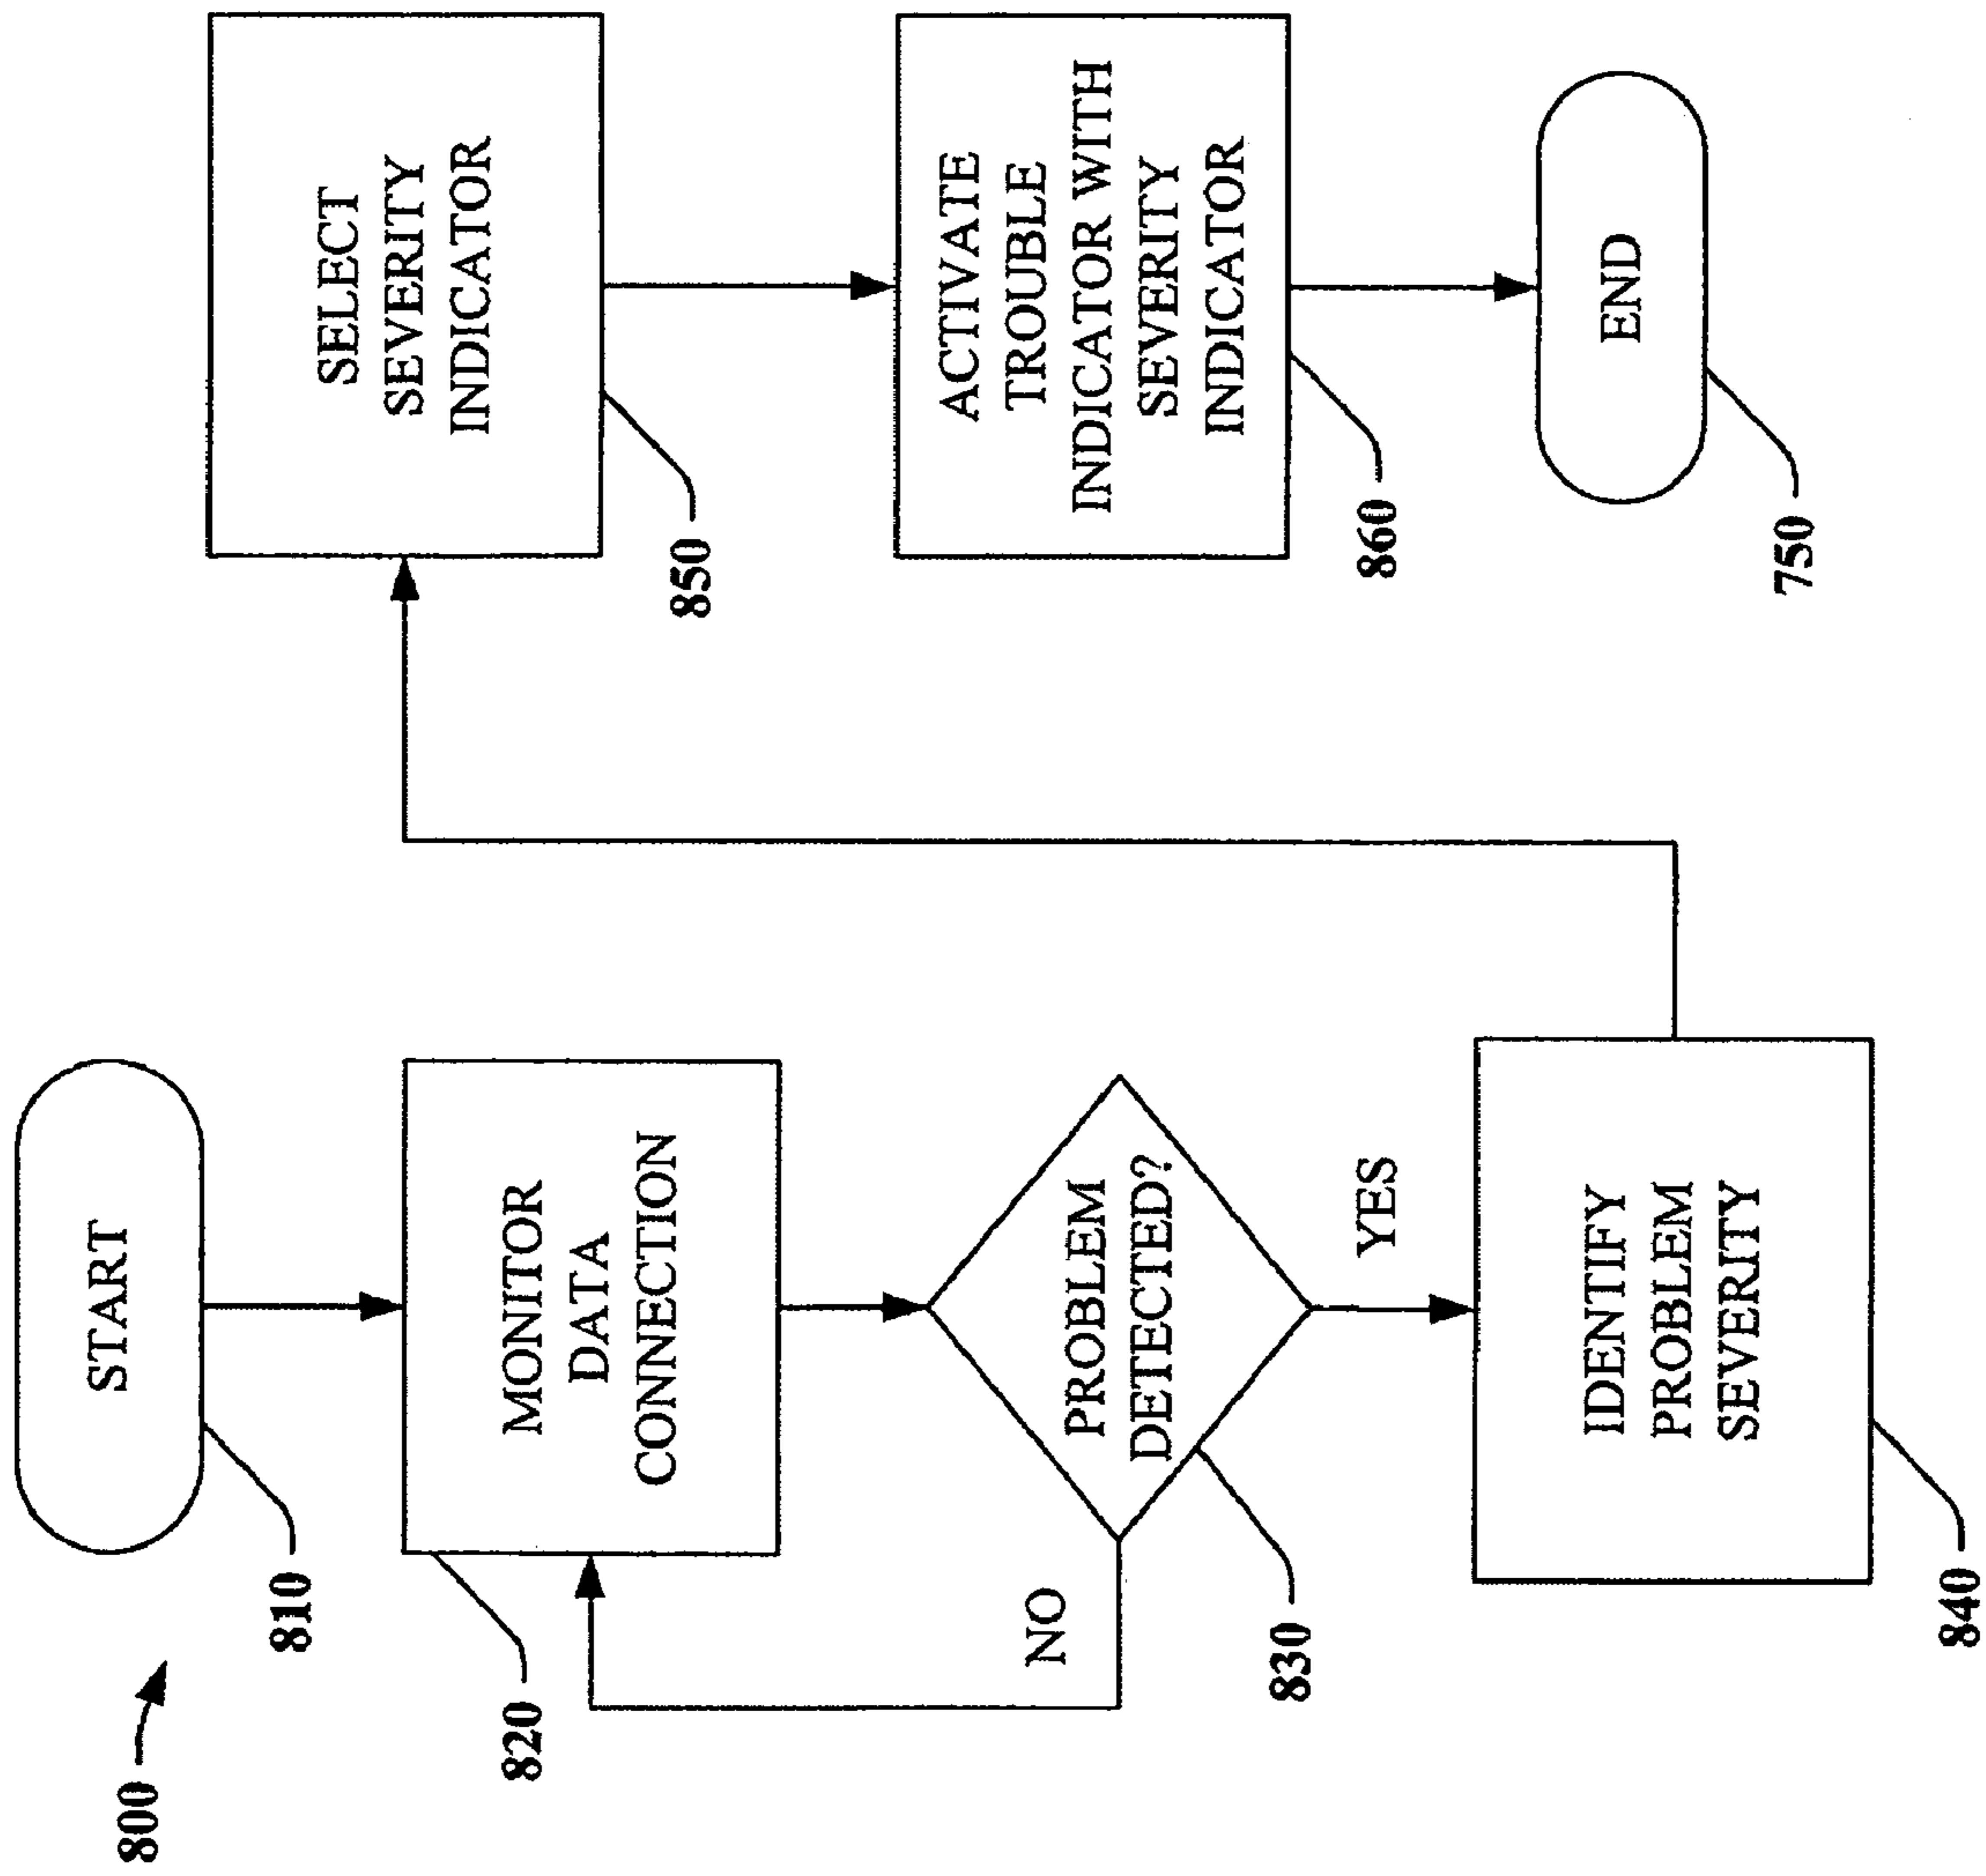 800
START
810
MONITOR
DATA
CONNECTION
820
PROBLEM
DETECTED?
NO
830
YES
IDENTIFY
PROBLEM
SEVERITY
840
SELECT
SEVERITY
INDICATOR
850
ACTIVATE
TROUBLE
INDICATOR WITH
SEVERITY
INDICATOR
860
END
750